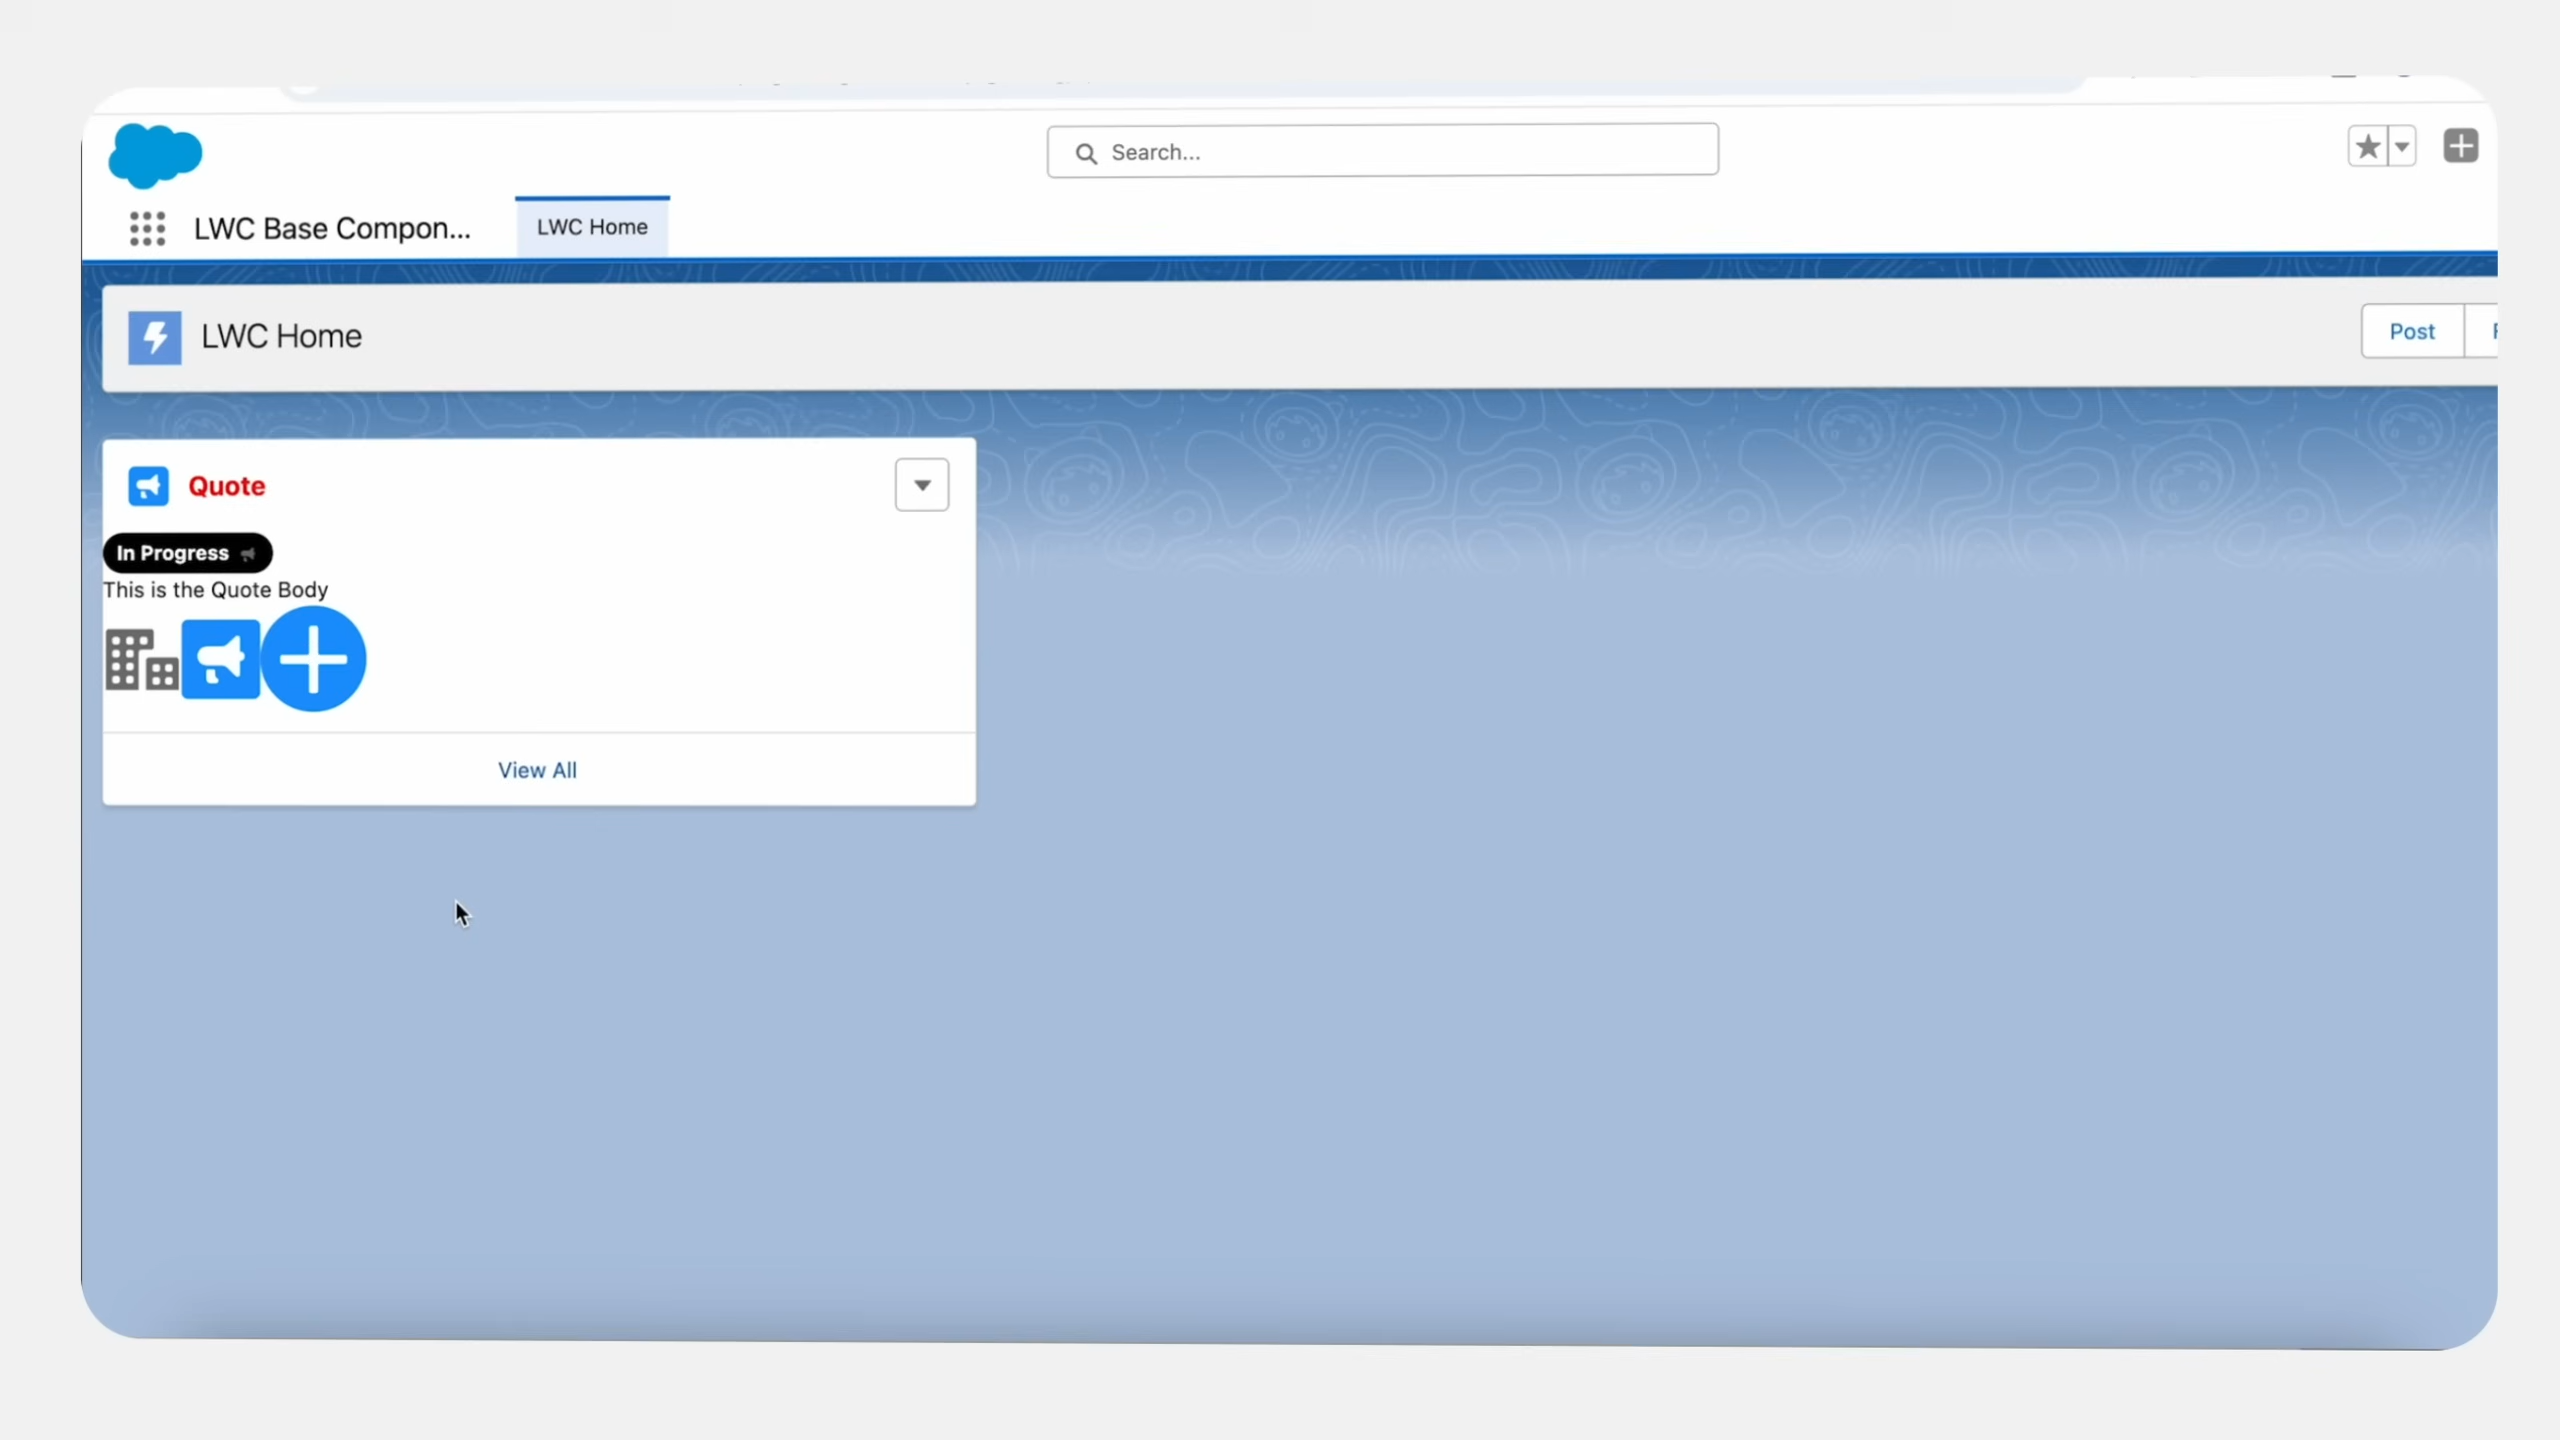 Search...
LWC Base Compon...
LWC Home
LWC Home
Post
Quote
In Progress
This is the Quote Body
View All